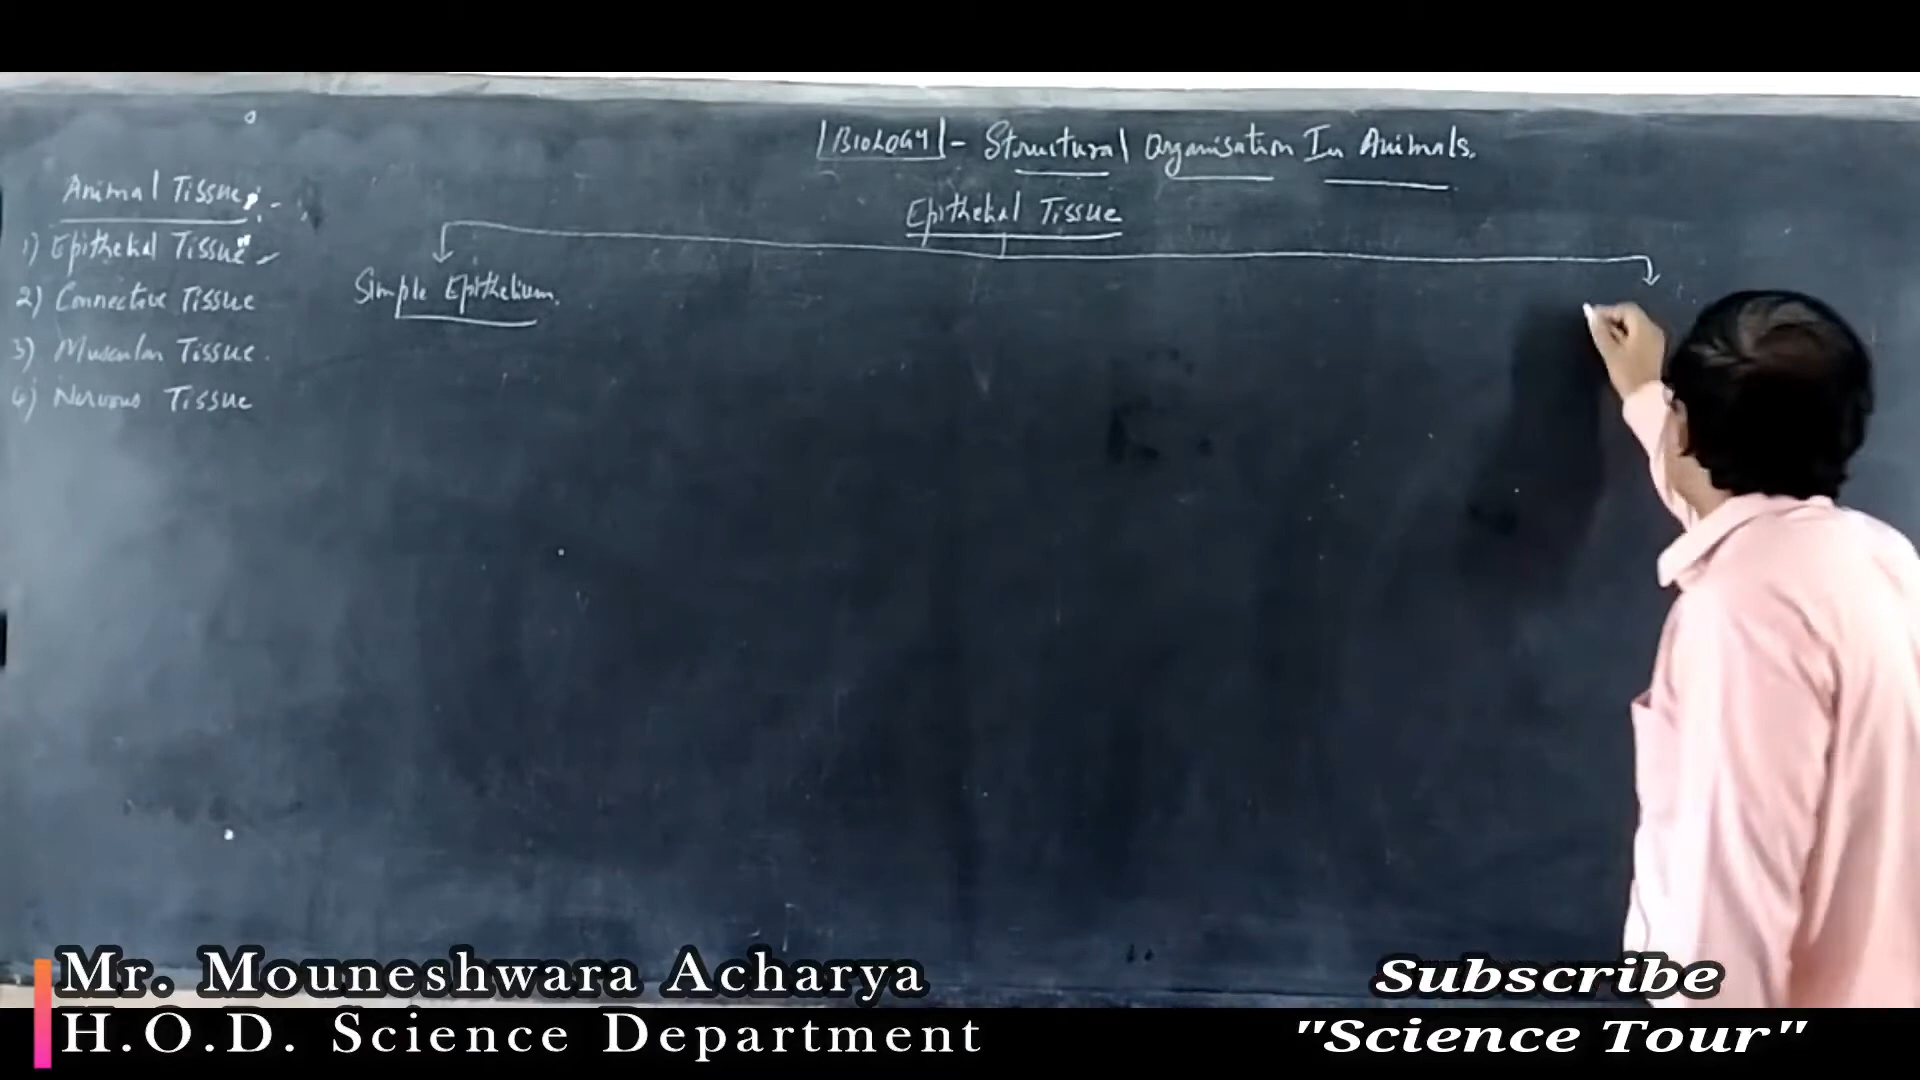 BIOLOGY - Structural Organisation In Animals.
Animal Tissue :-
1) Epithelial Tissue
2) Connective Tissue
3) Muscular Tissue.
4) Nervous Tissue
Epithelial Tissue
Simple Epithelium.
Mr. Mouneshwara Acharya
H.O.D. Science Department
Subscribe
"Science Tour"